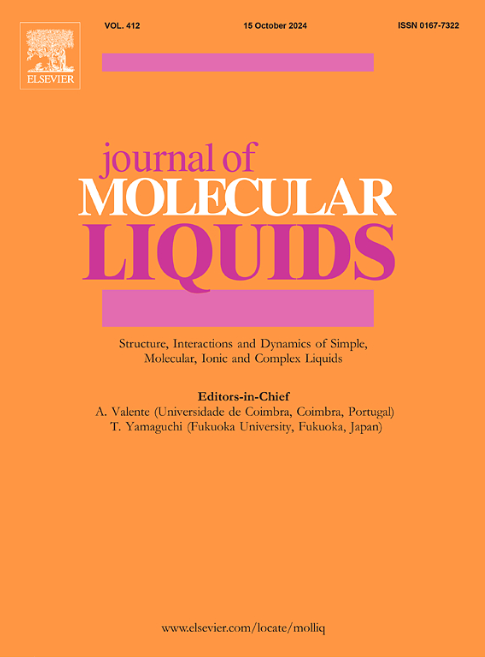 VOL. 412
15 October 2024
ISSN 0167-7322
ELSEVIER
journal of
MOLECULAR
LIQUIDS
Structure, Interactions and Dynamics of Simple,
Molecular, Ionic and Complex Liquids
Editors-in-Chief
A. Valente (Universidade de Coimbra, Coimbra, Portugal)
T. Yamaguchi (Fukuoka University, Fukuoka, Japan)
www.elsevier.com/locate/molliq